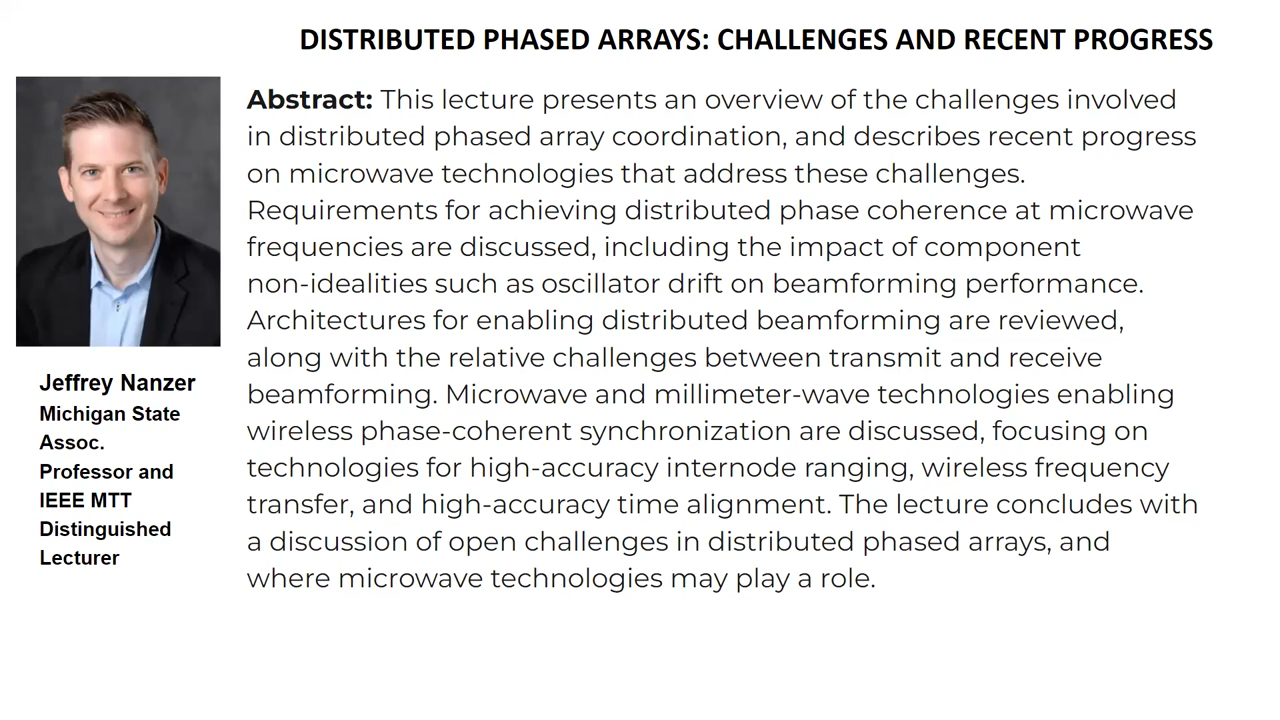 DISTRIBUTED PHASED ARRAYS: CHALLENGES AND RECENT PROGRESS
Abstract: This lecture presents an overview of the challenges involved
in distributed phased array coordination, and describes recent progress
on microwave technologies that address these challenges.
Requirements for achieving distributed phase coherence at microwave
frequencies are discussed, including the impact of component
non-idealities such as oscillator drift on beamforming performance.
Architectures for enabling distributed beamforming are reviewed,
along with the relative challenges between transmit and receive
beamforming. Microwave and millimeter-wave technologies enabling
wireless phase-coherent synchronization are discussed, focusing on
technologies for high-accuracy internode ranging, wireless frequency
transfer, and high-accuracy time alignment. The lecture concludes with
a discussion of open challenges in distributed phased arrays, and
where microwave technologies may play a role.
Jeffrey Nanzer
Michigan State
Assoc.
Professor and
IEEE MTT
Distinguished
Lecturer